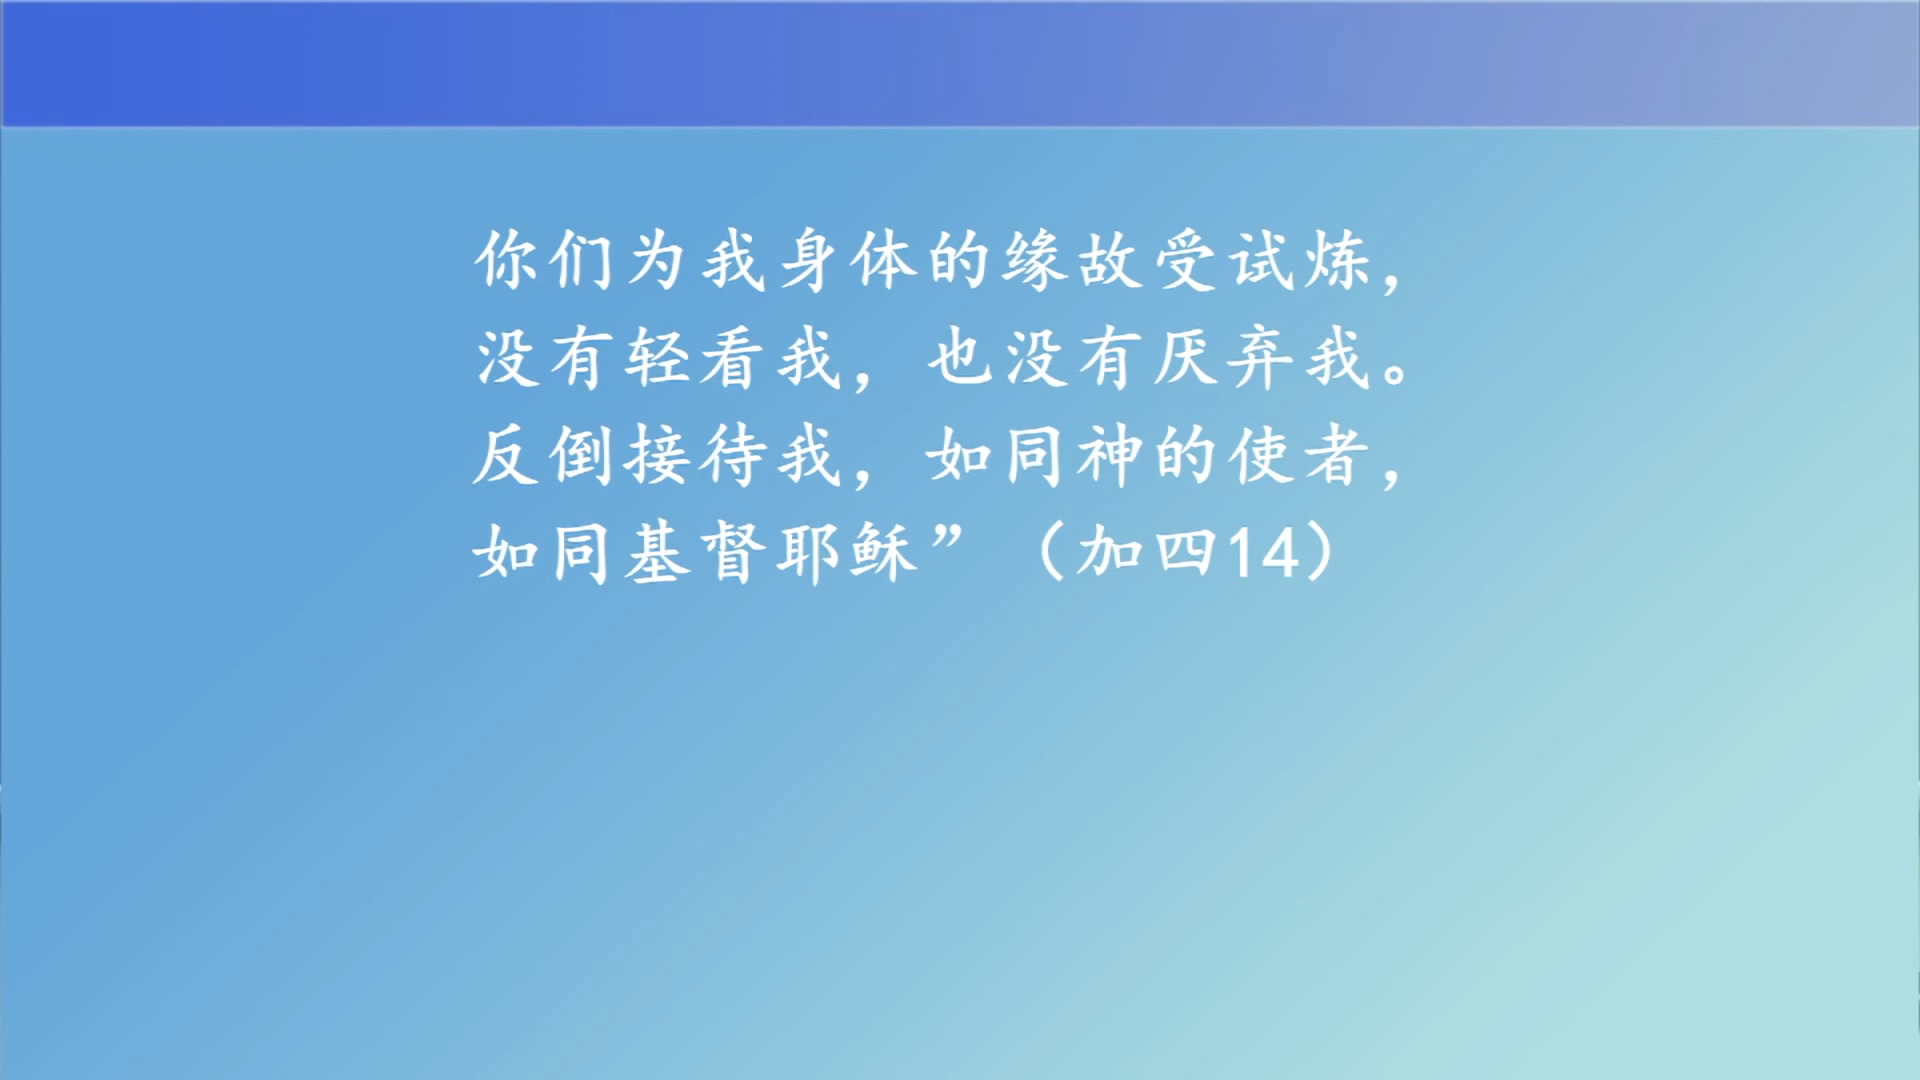 你们为我身体的缘故受试炼，
没有轻看我，也没有厌弃我。
反倒接待我，如同神的使者，
如同基督耶稣”（加四14）